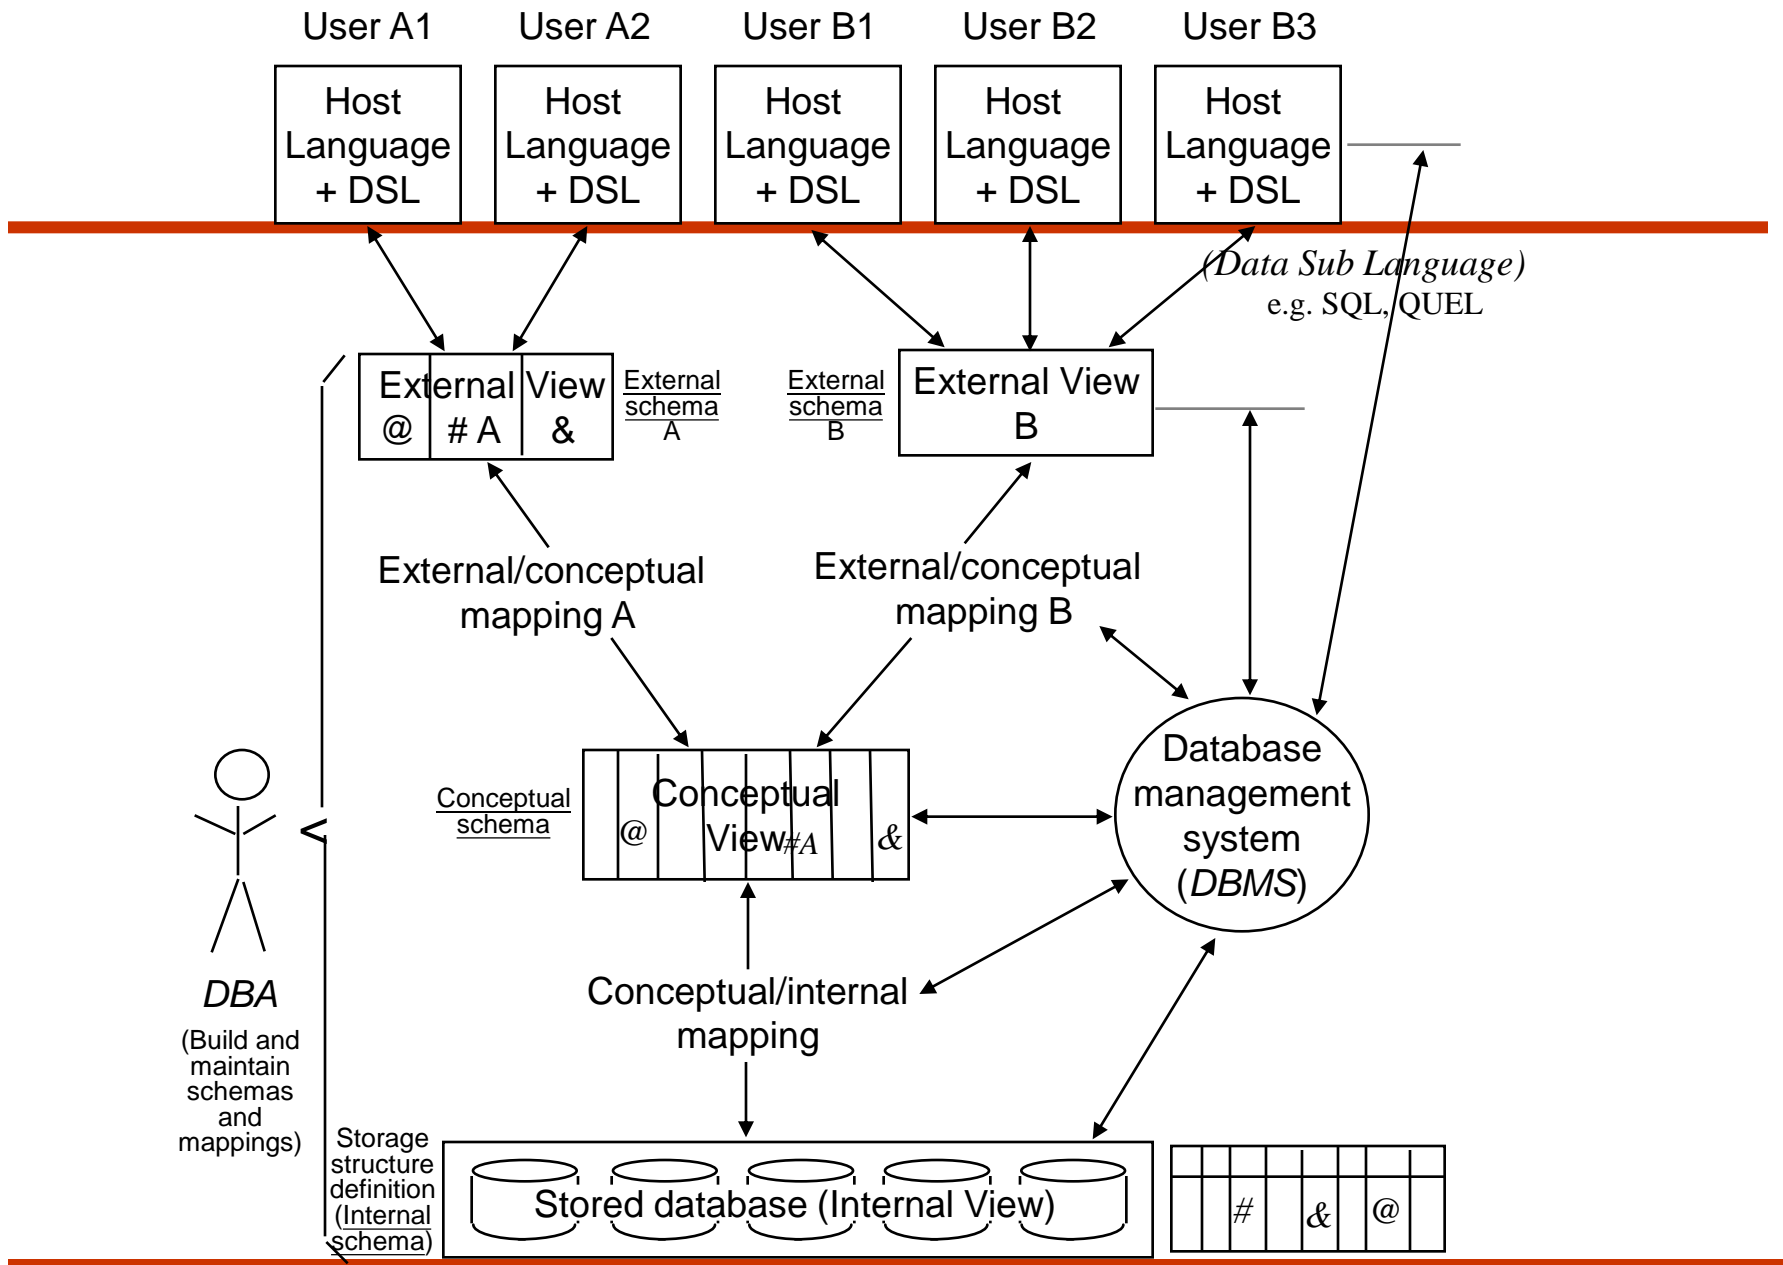 User A1
User A2
User B1
User B2
User B3
Host
Language
+ DSL
Host
Language
+ DSL
Host
Language
+ DSL
Host
Language
+ DSL
Host
Language
+ DSL
(Data Sub Language)
e.g. SQL, QUEL
External View
@ # A &
External
schema
A
External
schema
B
External View
B
External/conceptual
mapping A
External/conceptual
mapping B
Conceptual
schema
Conceptual
View
@ #A &
Database
management
system
(DBMS)
<
DBA
(Build and
maintain
schemas
and
mappings)
Conceptual/internal
mapping
Storage
structure
definition
(Internal
schema)
Stored database (Internal View)
# & @